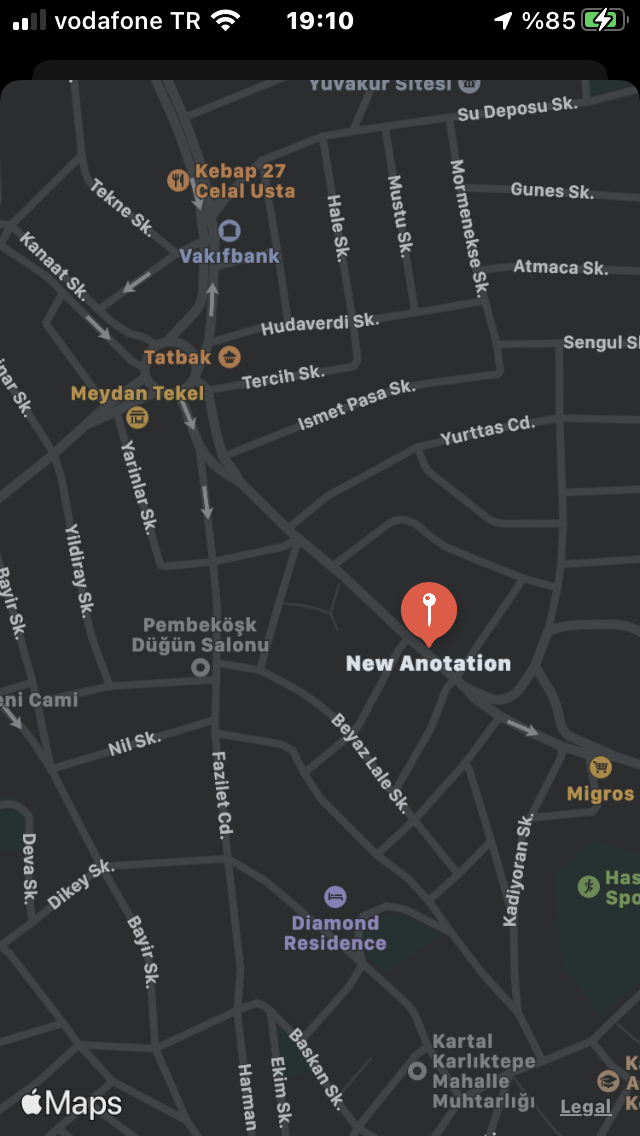 vodafone TR
19:10
%85
Yuvakur Sitesi
Su Deposu Sk.
Kebap 27
Celal Usta
Tekne Sk.
Hale Sk.
Mustu Sk.
Mormenekse Sk.
Gunes Sk.
Vakıfbank
Kanaat Sk.
Atmaca Sk.
Hudaverdi Sk.
Sengul S
Tatbak
Tercih Sk.
Meydan Tekel
Ismet Pasa Sk.
nar Sk.
Yurttas Cd.
Yarinlar Sk.
Yildiray Sk.
Bayir Sk.
Pembeköşk
Düğün Salonu
New Anotation
eni Cami
Nil Sk.
Beyaz Lale Sk.
Fazilet Cd.
Migros
Deva Sk.
Dikey Sk.
Kadiyoran Sk.
Has
Spo
Diamond
Residence
Bayir Sk.
Baskan Sk.
Kartal
Karlıktepe
Mahalle
Muhtarlığı
Harman
Ekim Sk.
K
A
K
Maps
Legal